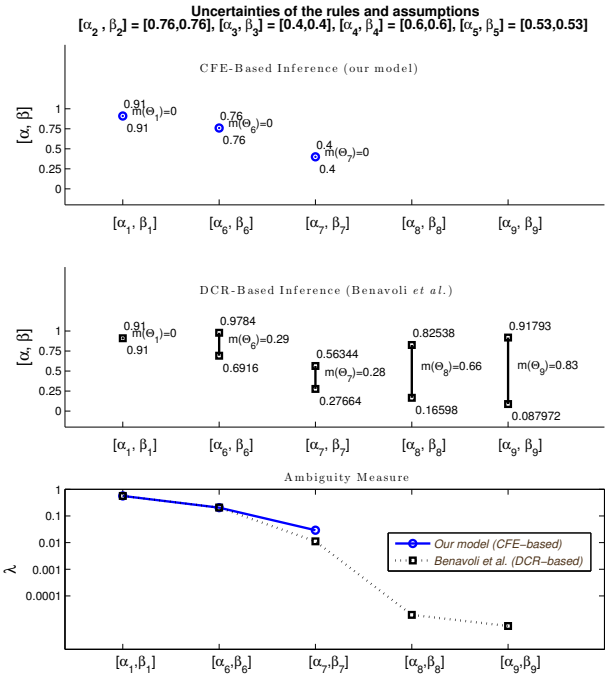 Uncertainties of the rules and assumptions
[α2 , β2] = [0.76,0.76], [α3, β3] = [0.4,0.4], [α4, β4] = [0.6,0.6], [α5, β5] = [0.53,0.53]
CFE-Based Inference (our model)
[α, β]
1
0.75
0.5
0.25
0
0.91
m(Θ1)=0
0.91
0.76
m(Θ6)=0
0.76
0.4
m(Θ7)=0
0.4
[α1, β1] [α6, β6] [α7, β7] [α8, β8] [α9, β9]
DCR-Based Inference (Benavoli et al.)
[α, β]
1
0.75
0.5
0.25
0
0.91
m(Θ1)=0
0.91
0.9784
m(Θ6)=0.29
0.6916
0.56344
m(Θ7)=0.28
0.27664
0.82538
m(Θ8)=0.66
0.16598
0.91793
m(Θ9)=0.83
0.087972
[α1, β1] [α6, β6] [α7, β7] [α8, β8] [α9, β9]
Ambiguity Measure
λ
1
0.1
0.01
0.001
0.0001
Our model (CFE−based)
Benavoli et al. (DCR−based)
[α1,β1] [α6,β6] [α7,β7] [α8,β8] [α9,β9]